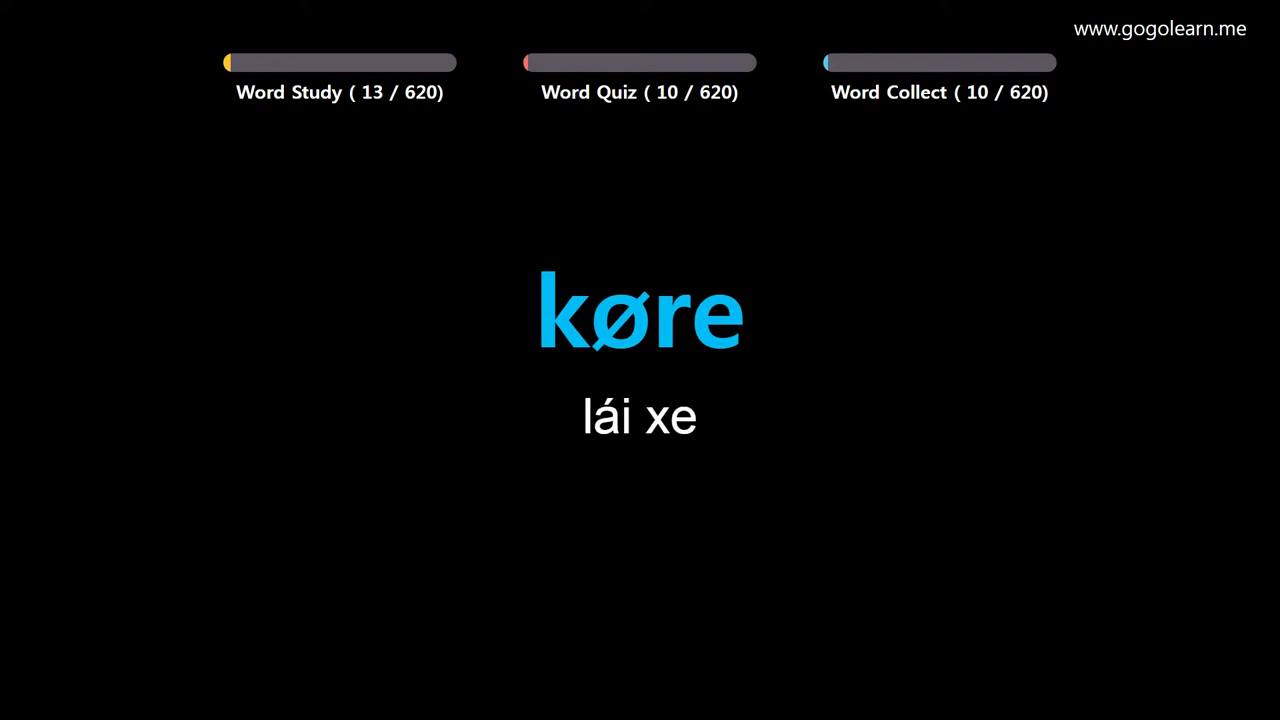 www.gogolearn.me
Word Study ( 13 / 620)
Word Quiz ( 10 / 620)
Word Collect ( 10 / 620)
køre
lái xe